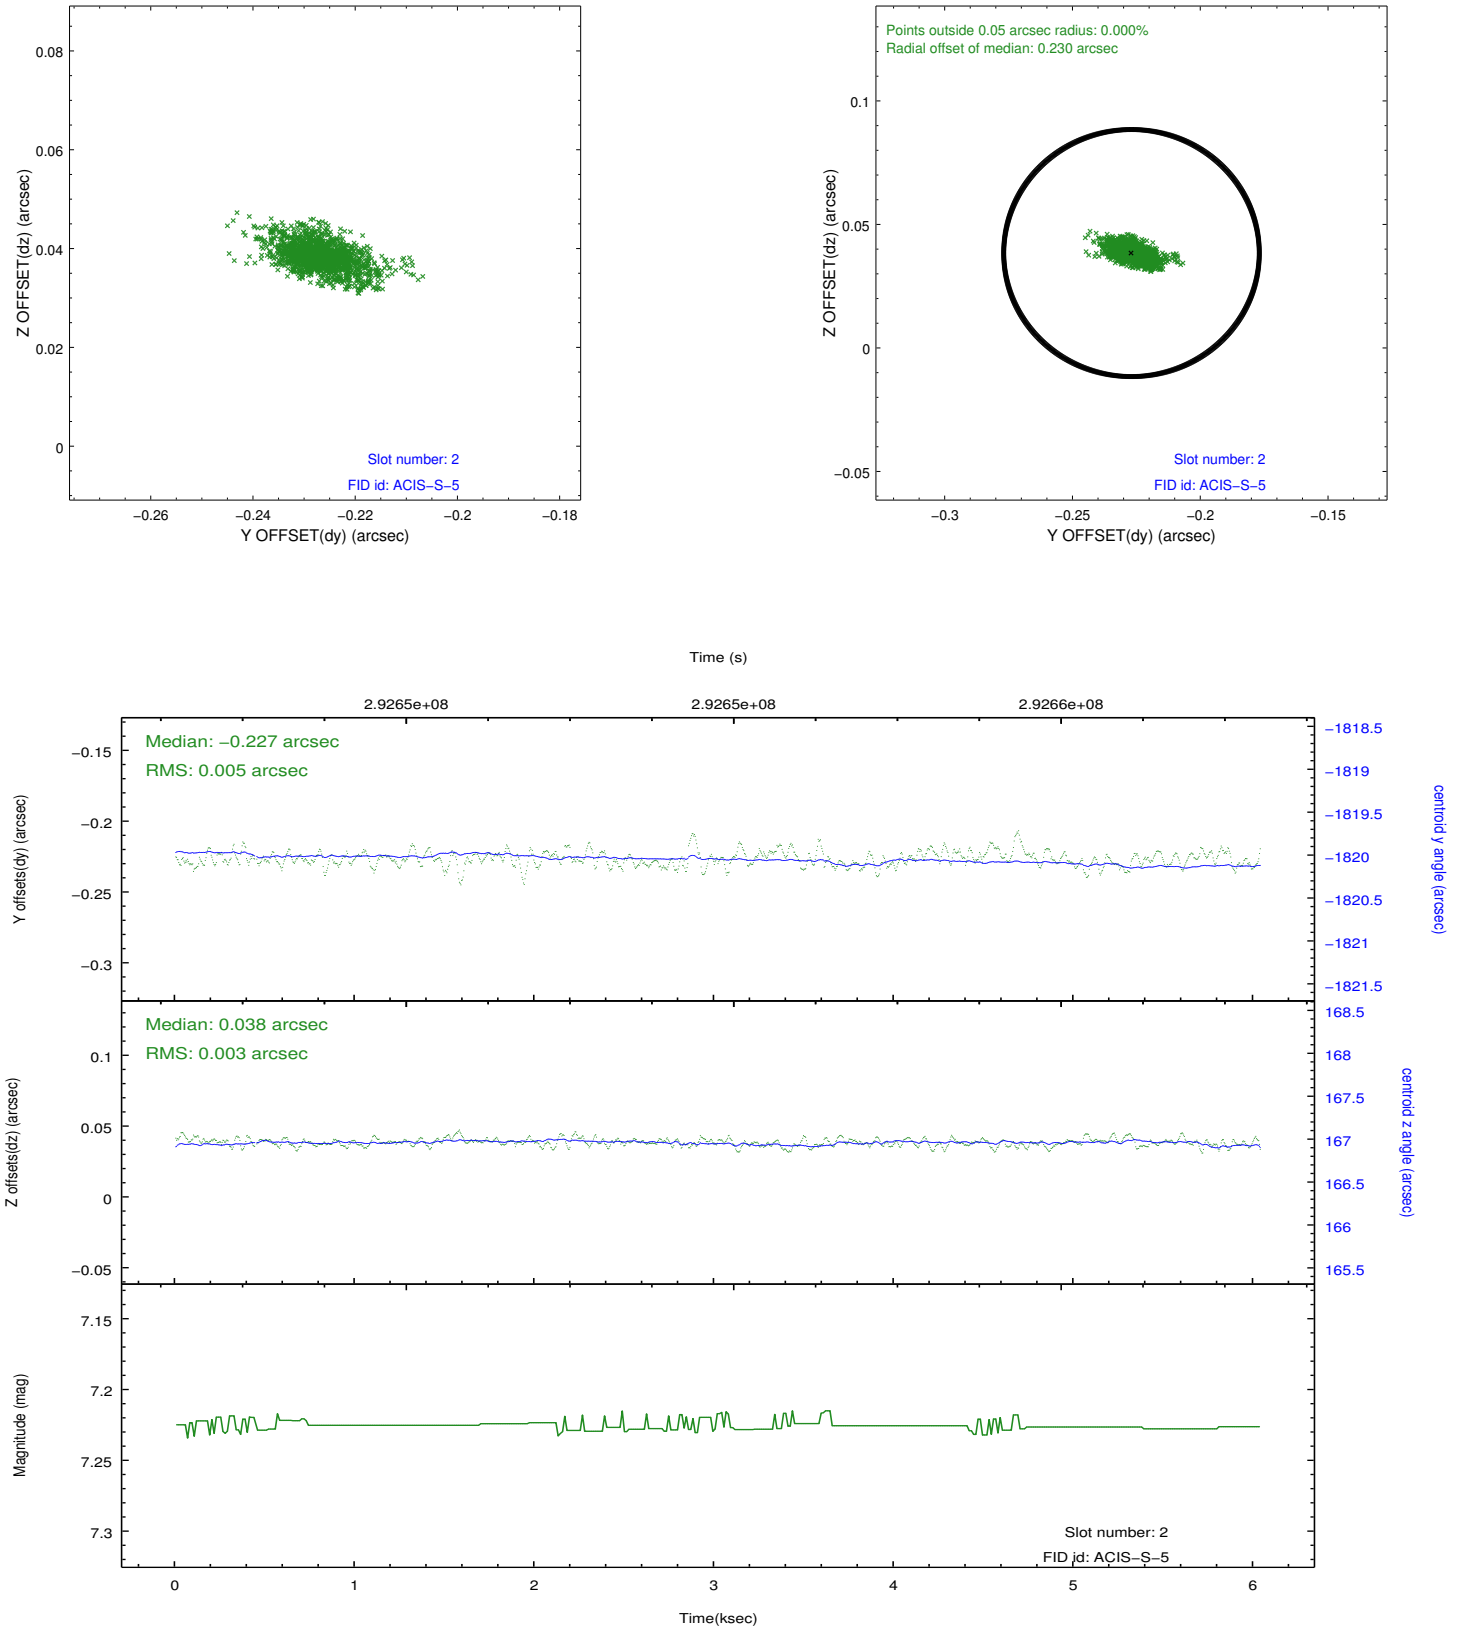 0.08
0.06
0.04
0.02
0
Z OFFSET(dz) (arcsec)
Slot number: 2
FID id: ACIS−S−5
−0.26
−0.24
−0.22
−0.2
−0.18
Y OFFSET(dy) (arcsec)
Points outside 0.05 arcsec radius: 0.000%
Radial offset of median: 0.230 arcsec
0.1
0.05
0
−0.05
Z OFFSET(dz) (arcsec)
Slot number: 2
FID id: ACIS−S−5
−0.3
−0.25
−0.2
−0.15
Y OFFSET(dy) (arcsec)
Time (s)
2.9265e+08
2.9265e+08
2.9266e+08
Median: −0.227 arcsec
RMS: 0.005 arcsec
−0.15
−0.2
−0.25
−0.3
Y offsets(dy) (arcsec)
−1818.5
−1819
−1819.5
−1820
−1820.5
−1821
−1821.5
centroid y angle (arcsec)
Median: 0.038 arcsec
RMS: 0.003 arcsec
0.1
0.05
0
−0.05
Z offsets(dz) (arcsec)
168.5
168
167.5
167
166.5
166
165.5
centroid z angle (arcsec)
7.15
7.2
7.25
7.3
Magnitude (mag)
Slot number: 2
FID id: ACIS−S−5
0
1
2
3
4
5
6
Time(ksec)